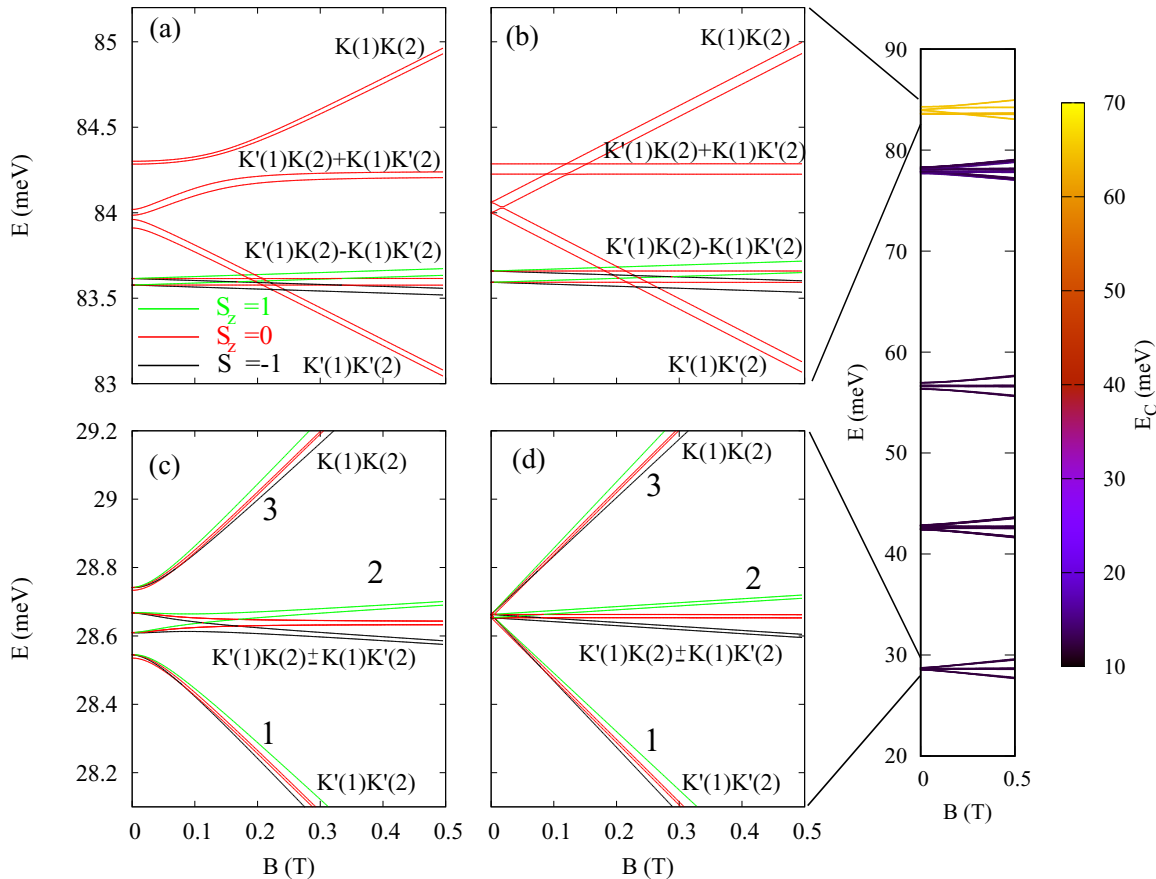 (a)
85
84.5
84
83.5
83
E (meV)
K(1)K(2)
K'(1)K(2)+K(1)K'(2)
K'(1)K(2)-K(1)K'(2)
S_z =1
S_z =0
S =-1
K'(1)K'(2)
(b)
K(1)K(2)
K'(1)K(2)+K(1)K'(2)
K'(1)K(2)-K(1)K'(2)
K'(1)K'(2)
(c)
29.2
29
28.8
28.6
28.4
28.2
E (meV)
K(1)K(2)
3
2
K'(1)K(2)±K(1)K'(2)
1
K'(1)K'(2)
0 0.1 0.2 0.3 0.4 0.5
B (T)
(d)
K(1)K(2)
3
2
K'(1)K(2)±K(1)K'(2)
1
K'(1)K'(2)
0 0.1 0.2 0.3 0.4 0.5
B (T)
90
80
70
60
50
40
30
20
E (meV)
0 0.5
B (T)
70
60
50
40
30
20
10
E_C (meV)